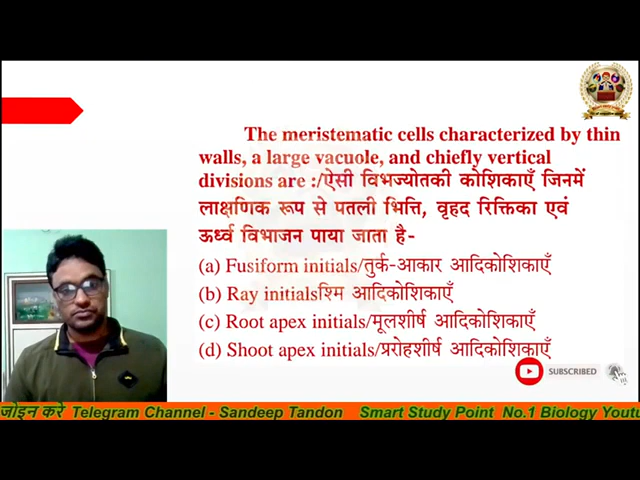 The meristematic cells characterized by thin
walls, a large vacuole, and chiefly vertical
divisions are :/ऐसी विभज्योतकी कोशिकाएँ जिनमें
लाक्षणिक रूप से पतली भित्ति, वृहद रिक्तिका एवं
ऊर्ध्व विभाजन पाया जाता है-
(a) Fusiform initials/तुर्क-आकार आदिकोशिकाएँ
(b) Ray initialsश्मि आदिकोशिकाएँ
(c) Root apex initials/मूलशीर्ष आदिकोशिकाएँ
(d) Shoot apex initials/प्ररोहशीर्ष आदिकोशिकाएँ
SUBSCRIBED
जोइन करे Telegram Channel - Sandeep Tandon Smart Study Point No.1 Biology Youtu